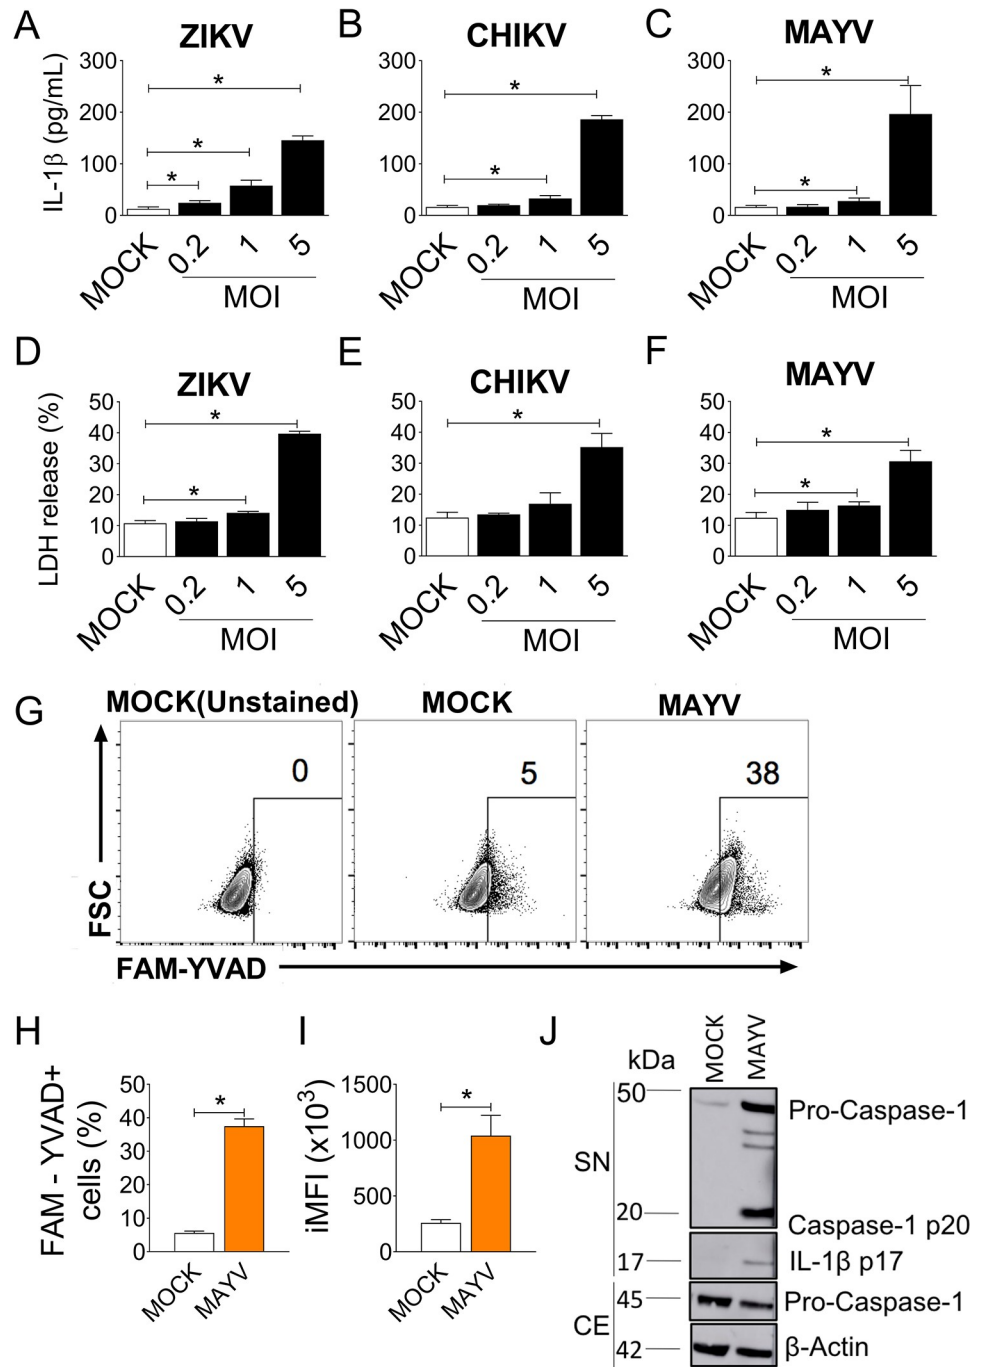 A
ZIKV
B
CHIKV
C
MAYV
IL-1β (pg/mL)
300
200
100
0
*
*
*
MOCK
0.2
1
5
MOI
300
200
100
0
*
*
MOCK
0.2
1
5
MOI
300
200
100
0
*
*
MOCK
0.2
1
5
MOI
D
ZIKV
E
CHIKV
F
MAYV
LDH release (%)
50
40
30
20
10
0
*
*
MOCK
0.2
1
5
MOI
50
40
30
20
10
0
*
MOCK
0.2
1
5
MOI
50
40
30
20
10
0
*
*
MOCK
0.2
1
5
MOI
G
MOCK(Unstained)
MOCK
MAYV
0
5
38
FSC
FAM-YVAD
H
FAM - YVAD+
cells (%)
50
40
30
20
10
0
*
MOCK
MAYV
I
iMFI (x10³)
1500
1000
500
0
*
MOCK
MAYV
J
kDa
MOCK
MAYV
SN
50
Pro-Caspase-1
20
Caspase-1 p20
17
IL-1β p17
CE
45
Pro-Caspase-1
42
β-Actin